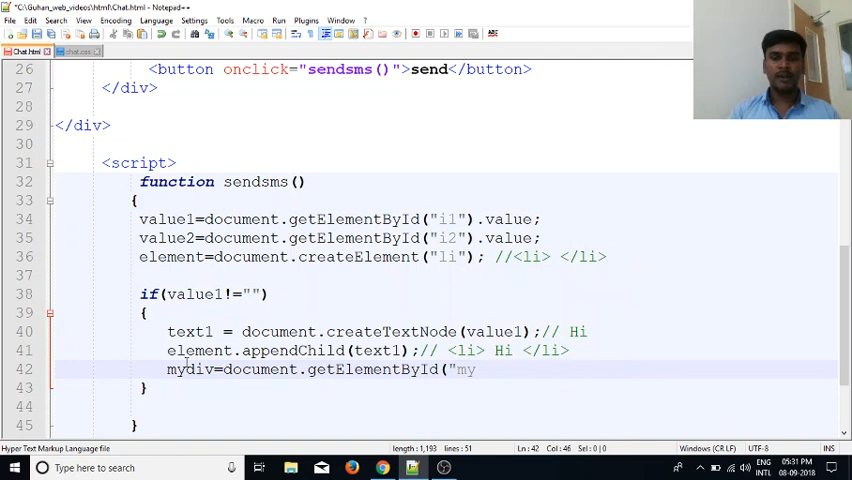 *C:\Guhan_web_videos\html\Chat.html - Notepad++
File Edit Search View Encoding Language Settings Tools Macro Run Plugins Window ?
Chat.html chat.css
26 <button onclick="sendsms()">send</button>
27 </div>
28
29 </div>
30
31 <script>
32 function sendsms()
33 {
34 value1=document.getElementById("i1").value;
35 value2=document.getElementById("i2").value;
36 element=document.createElement("li"); //<li> </li>
37
38 if(value1!="")
39 {
40 text1 = document.createTextNode(value1);// Hi
41 element.appendChild(text1);// <li> Hi </li>
42 mydiv=document.getElementById("my
43 }
44
45 }
Hyper Text Markup Language file length : 1,193 lines : 51 Ln : 42 Col : 46 Sel : 0 | 0 Windows (CR LF) UTF-8 INS
Type here to search ENG INTL 05:31 PM 08-09-2018